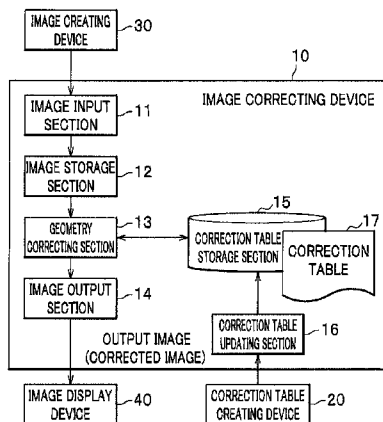 IMAGE CREATING
DEVICE
30
10
IMAGE CORRECTING DEVICE
IMAGE INPUT
SECTION
11
IMAGE STORAGE
SECTION
12
GEOMETRY
CORRECTING SECTION
13
15
CORRECTION TABLE
STORAGE SECTION
17
CORRECTION
TABLE
IMAGE OUTPUT
SECTION
14
CORRECTION TABLE
UPDATING SECTION
16
OUTPUT IMAGE
(CORRECTED IMAGE)
IMAGE DISPLAY
DEVICE
40
CORRECTION TABLE
CREATING DEVICE
20